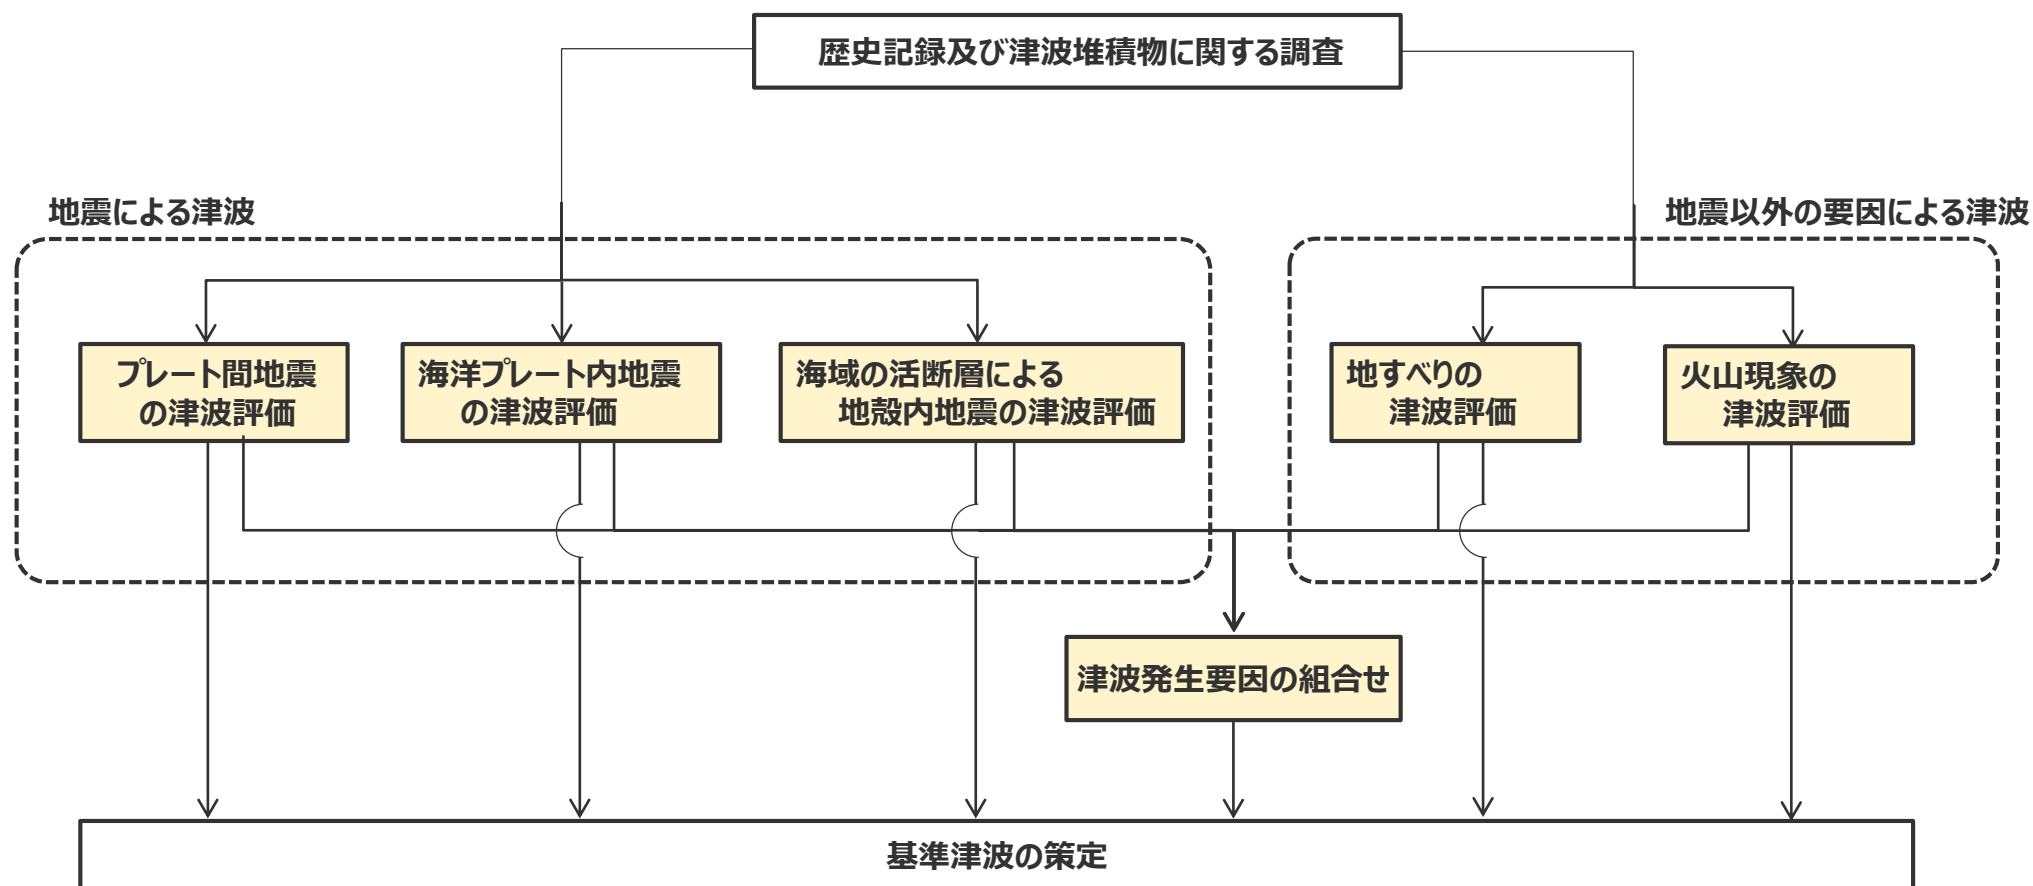 歴史記録及び津波堆積物に関する調査
地震による津波
地震以外の要因による津波
プレート間地震
の津波評価
海洋プレート内地震
の津波評価
海域の活断層による
地殻内地震の津波評価
地すべりの
津波評価
火山現象の
津波評価
津波発生要因の組合せ
基準津波の策定